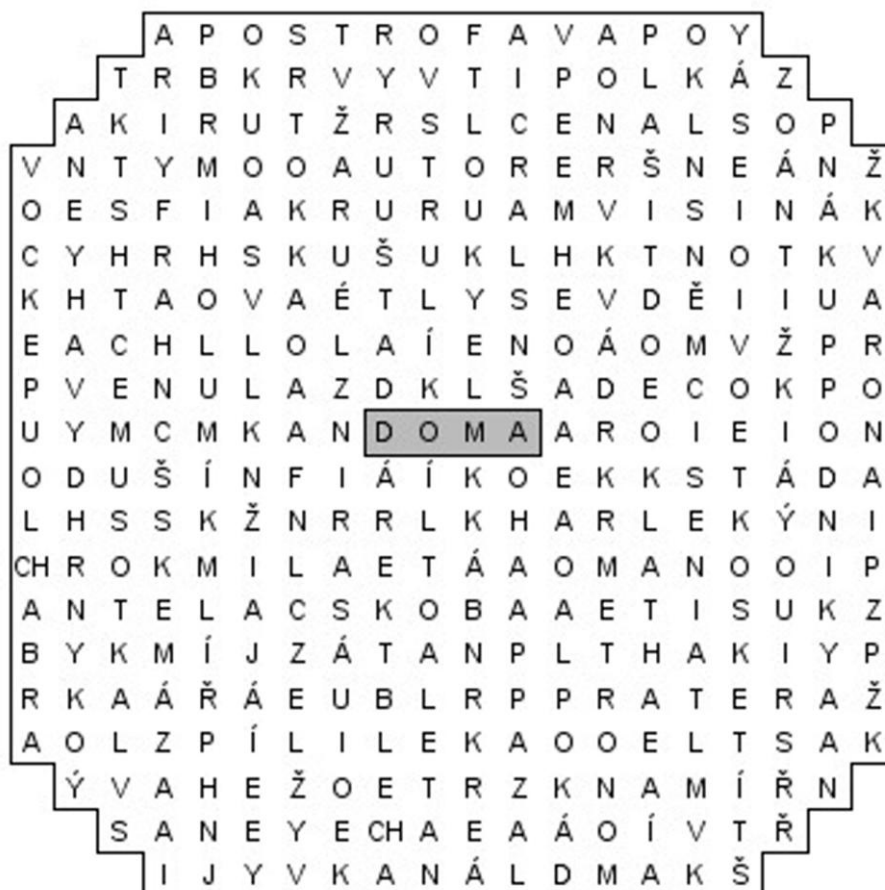 A P O S T R O F A V A P O Y
T R B K R V Y V T I P O L K Á Z
A K I R U T Ž R S L C E N A L S O P
V N T Y M O O A U T O R E R Š N E Á N Ž
O E S F I A K R U R U A M V I S I N Á K
C Y H R H S K U Š U K L H K T N O T K V
K H T A O V A É T L Y S E V D Ě I I U A
E A C H L L O L A Í E N O Á O M V Ž P R
P V E N U L A Z D K L Š A D E C O K P O
U Y M C M K A N D O M A A R O I E I O N
O D U Š Í N F I Á Í K O E K K S T Á D A
L H S S K Ž N R R L K H A R L E K Ý N I
CH R O K M I L A E T Á A O M A N O O I P
A N T E L A C S K O B A A E T I S U K Z
B Y K M Í J Z Á T A N P L T H A K I Y P
R K A Á Ř Á E U B L R P P R A T E R A Ž
A O L Z P Í L I L E K A O O E L T S A K
Ý V A H E Ž O E T R Z K N A M Í Ř N
S A N E Y E CH A E A Á O Í V T Ř
I J Y V K A N Á L D M A K Š